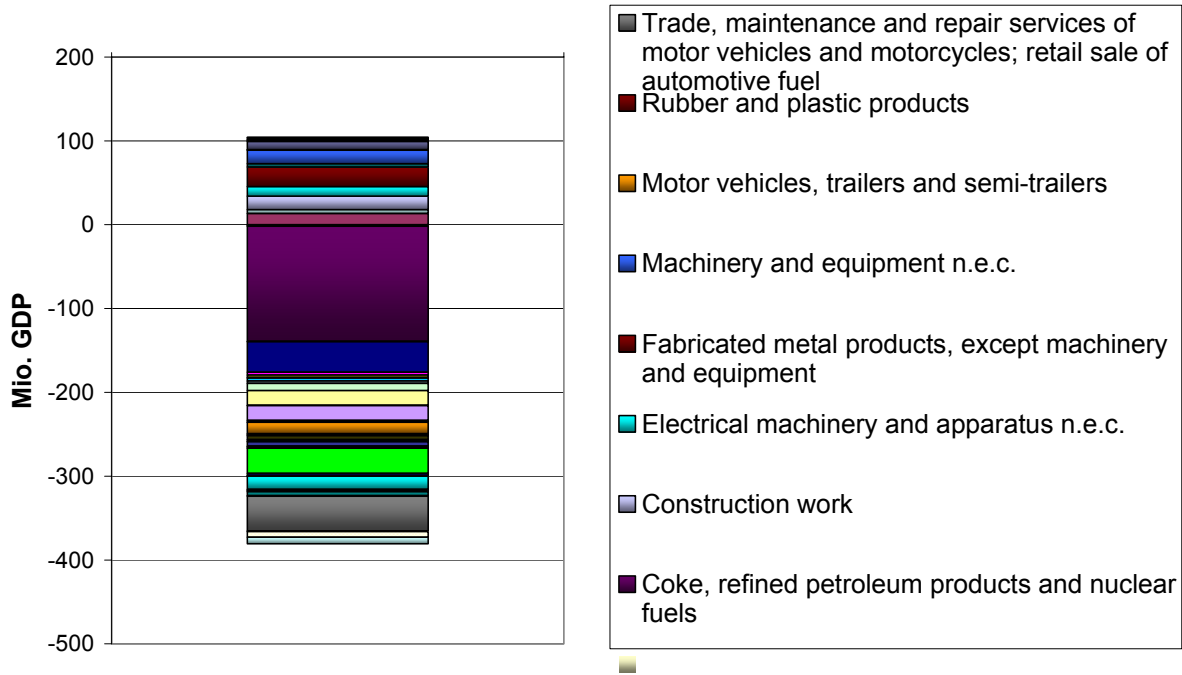 200
100
0
-100
-200
-300
-400
-500
Mio. GDP
Trade, maintenance and repair services of
motor vehicles and motorcycles; retail sale of
automotive fuel
Rubber and plastic products
Motor vehicles, trailers and semi-trailers
Machinery and equipment n.e.c.
Fabricated metal products, except machinery
and equipment
Electrical machinery and apparatus n.e.c.
Construction work
Coke, refined petroleum products and nuclear
fuels